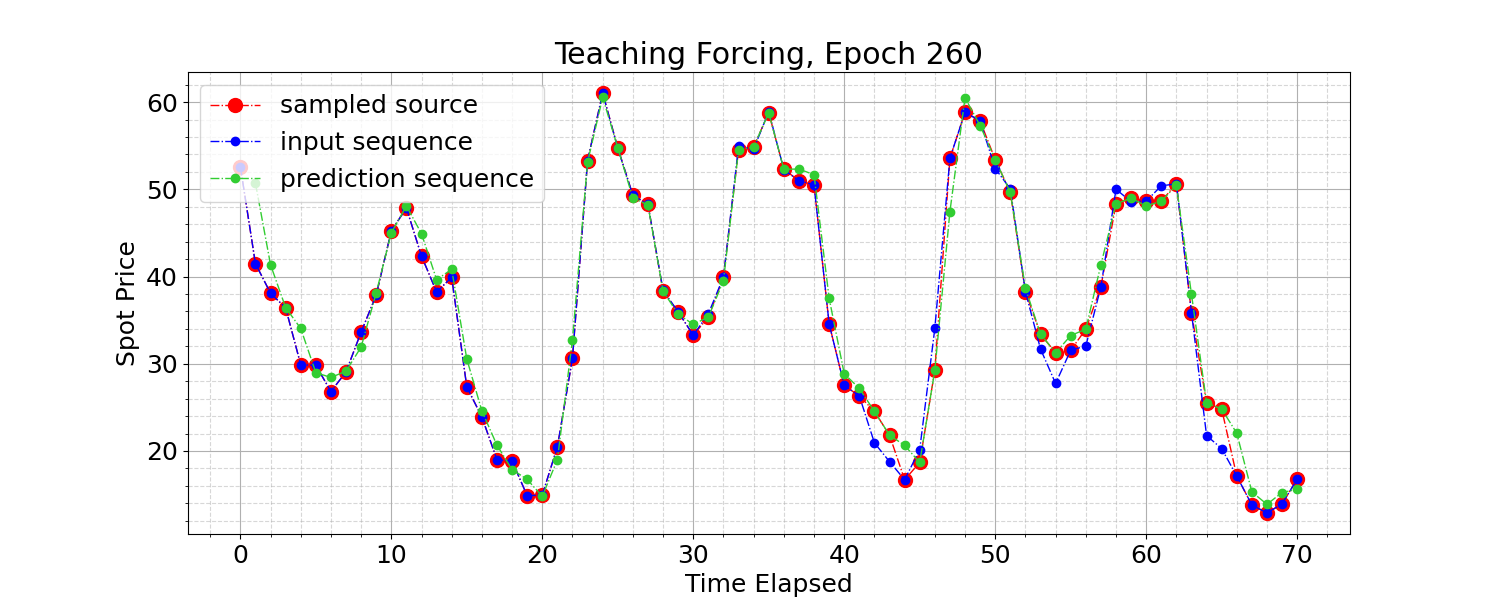 Teaching Forcing, Epoch 260
sampled source
input sequence
prediction sequence
Spot Price
60
50
40
30
20
0 10 20 30 40 50 60 70
Time Elapsed